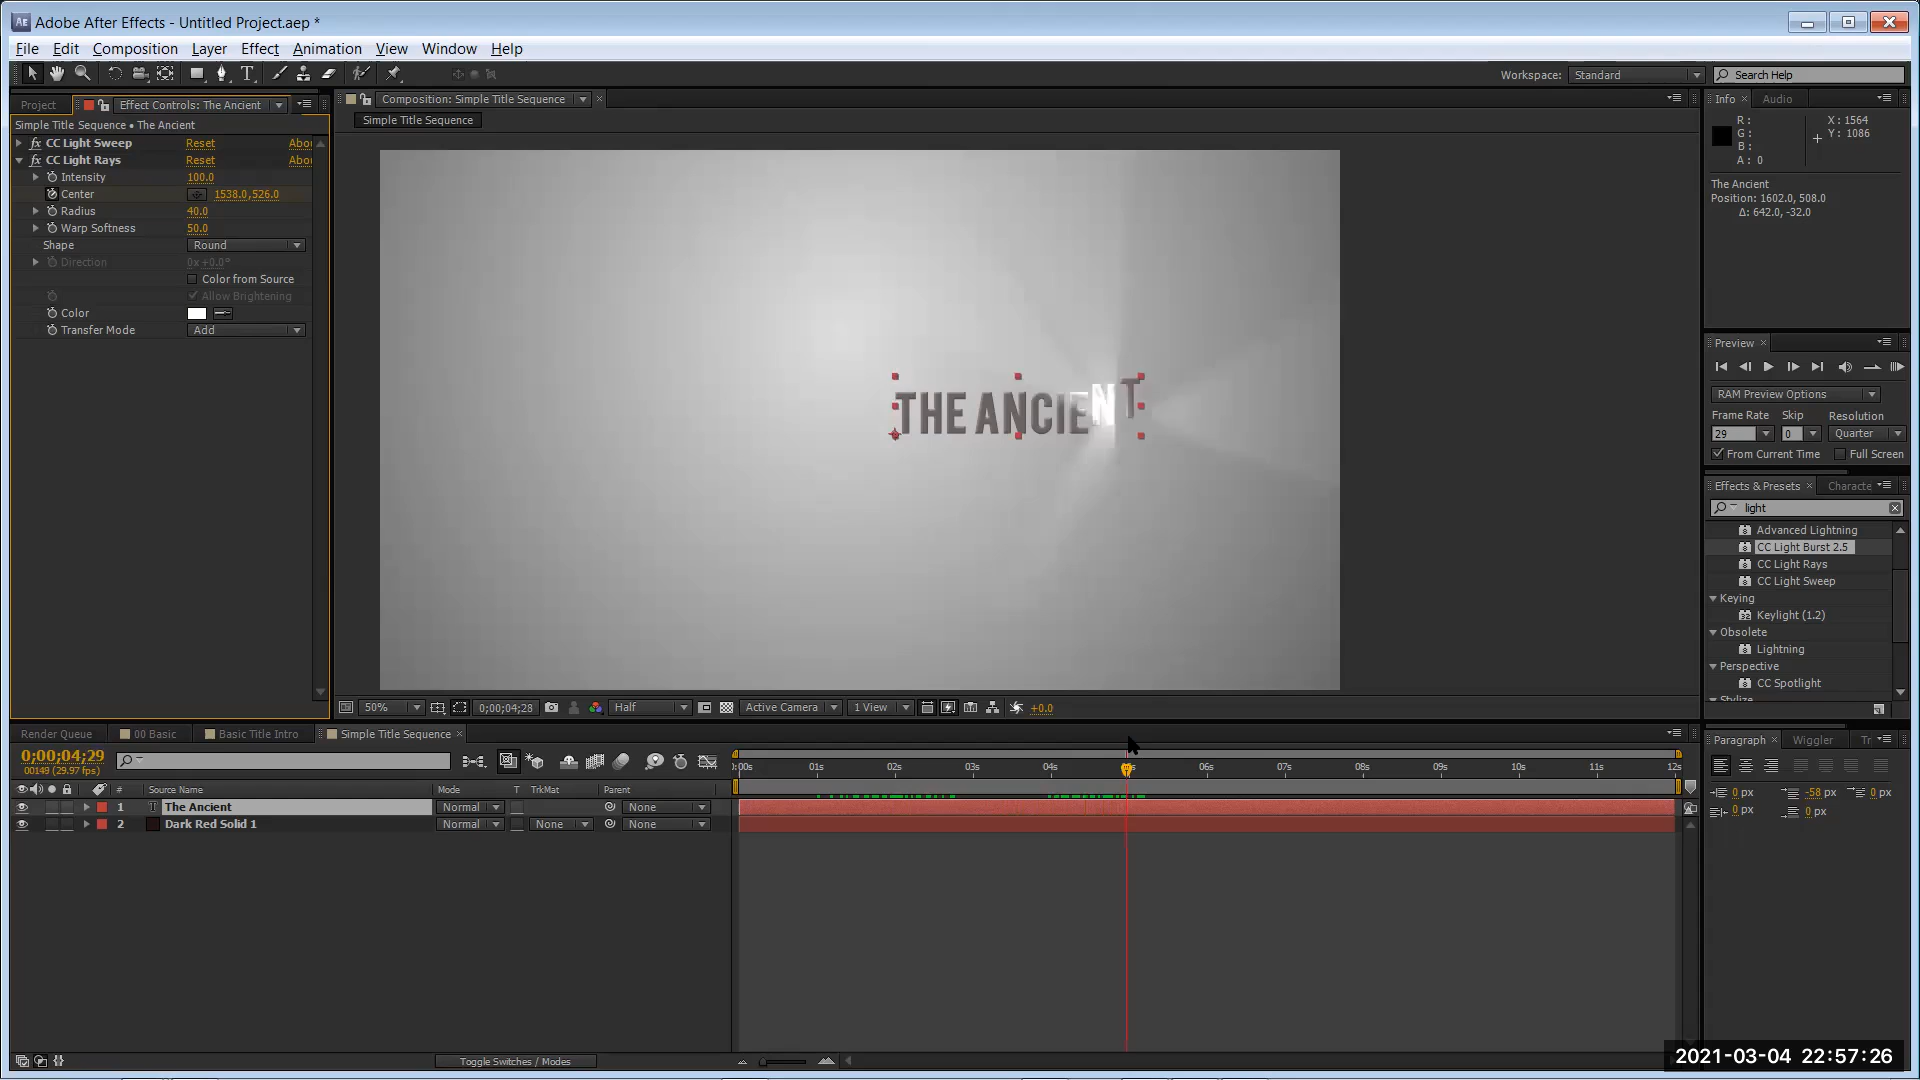 Adobe After Effects - Untitled Project.aep *
File Edit Composition Layer Effect Animation View Window Help
Workspace: Standard Search Help
Project Effect Controls: The Ancient
Composition: Simple Title Sequence
Info Audio
Simple Title Sequence
Simple Title Sequence • The Ancient
R : X : 1564
G : Y : 1086
B :
A : 0
CC Light Sweep Reset Abou
CC Light Rays Reset Abou
Intensity 100.0
Center 1538.0,526.0
Radius 40.0
Warp Softness 50.0
Shape Round
Direction 0x +0.0°
Color from Source
Allow Brightening
Color
Transfer Mode Add
The Ancient
Position: 1602.0, 508.0
Δ: 642.0, -32.0
THE ANCIENT
Preview
RAM Preview Options
Frame Rate Skip Resolution
29 0 Quarter
From Current Time Full Screen
Effects & Presets Characte
light
Advanced Lightning
CC Light Burst 2.5
CC Light Rays
CC Light Sweep
Keying
Keylight (1.2)
Obsolete
Lightning
Perspective
CC Spotlight
Stylize
50% 0;00;04;28 Half Active Camera 1 View +0.0
Render Queue 00 Basic Basic Title Intro Simple Title Sequence
0;00;04;29
00149 (29.97 fps)
:00s 01s 02s 03s 04s 06s 07s 08s 09s 10s 11s 12s
# Source Name Mode T TrkMat Parent
1 T The Ancient Normal None
2 Dark Red Solid 1 Normal None None
Paragraph Wiggler Tr
0 px -58 px 0 px
0 px 0 px
Toggle Switches / Modes
2021-03-04 22:57:26